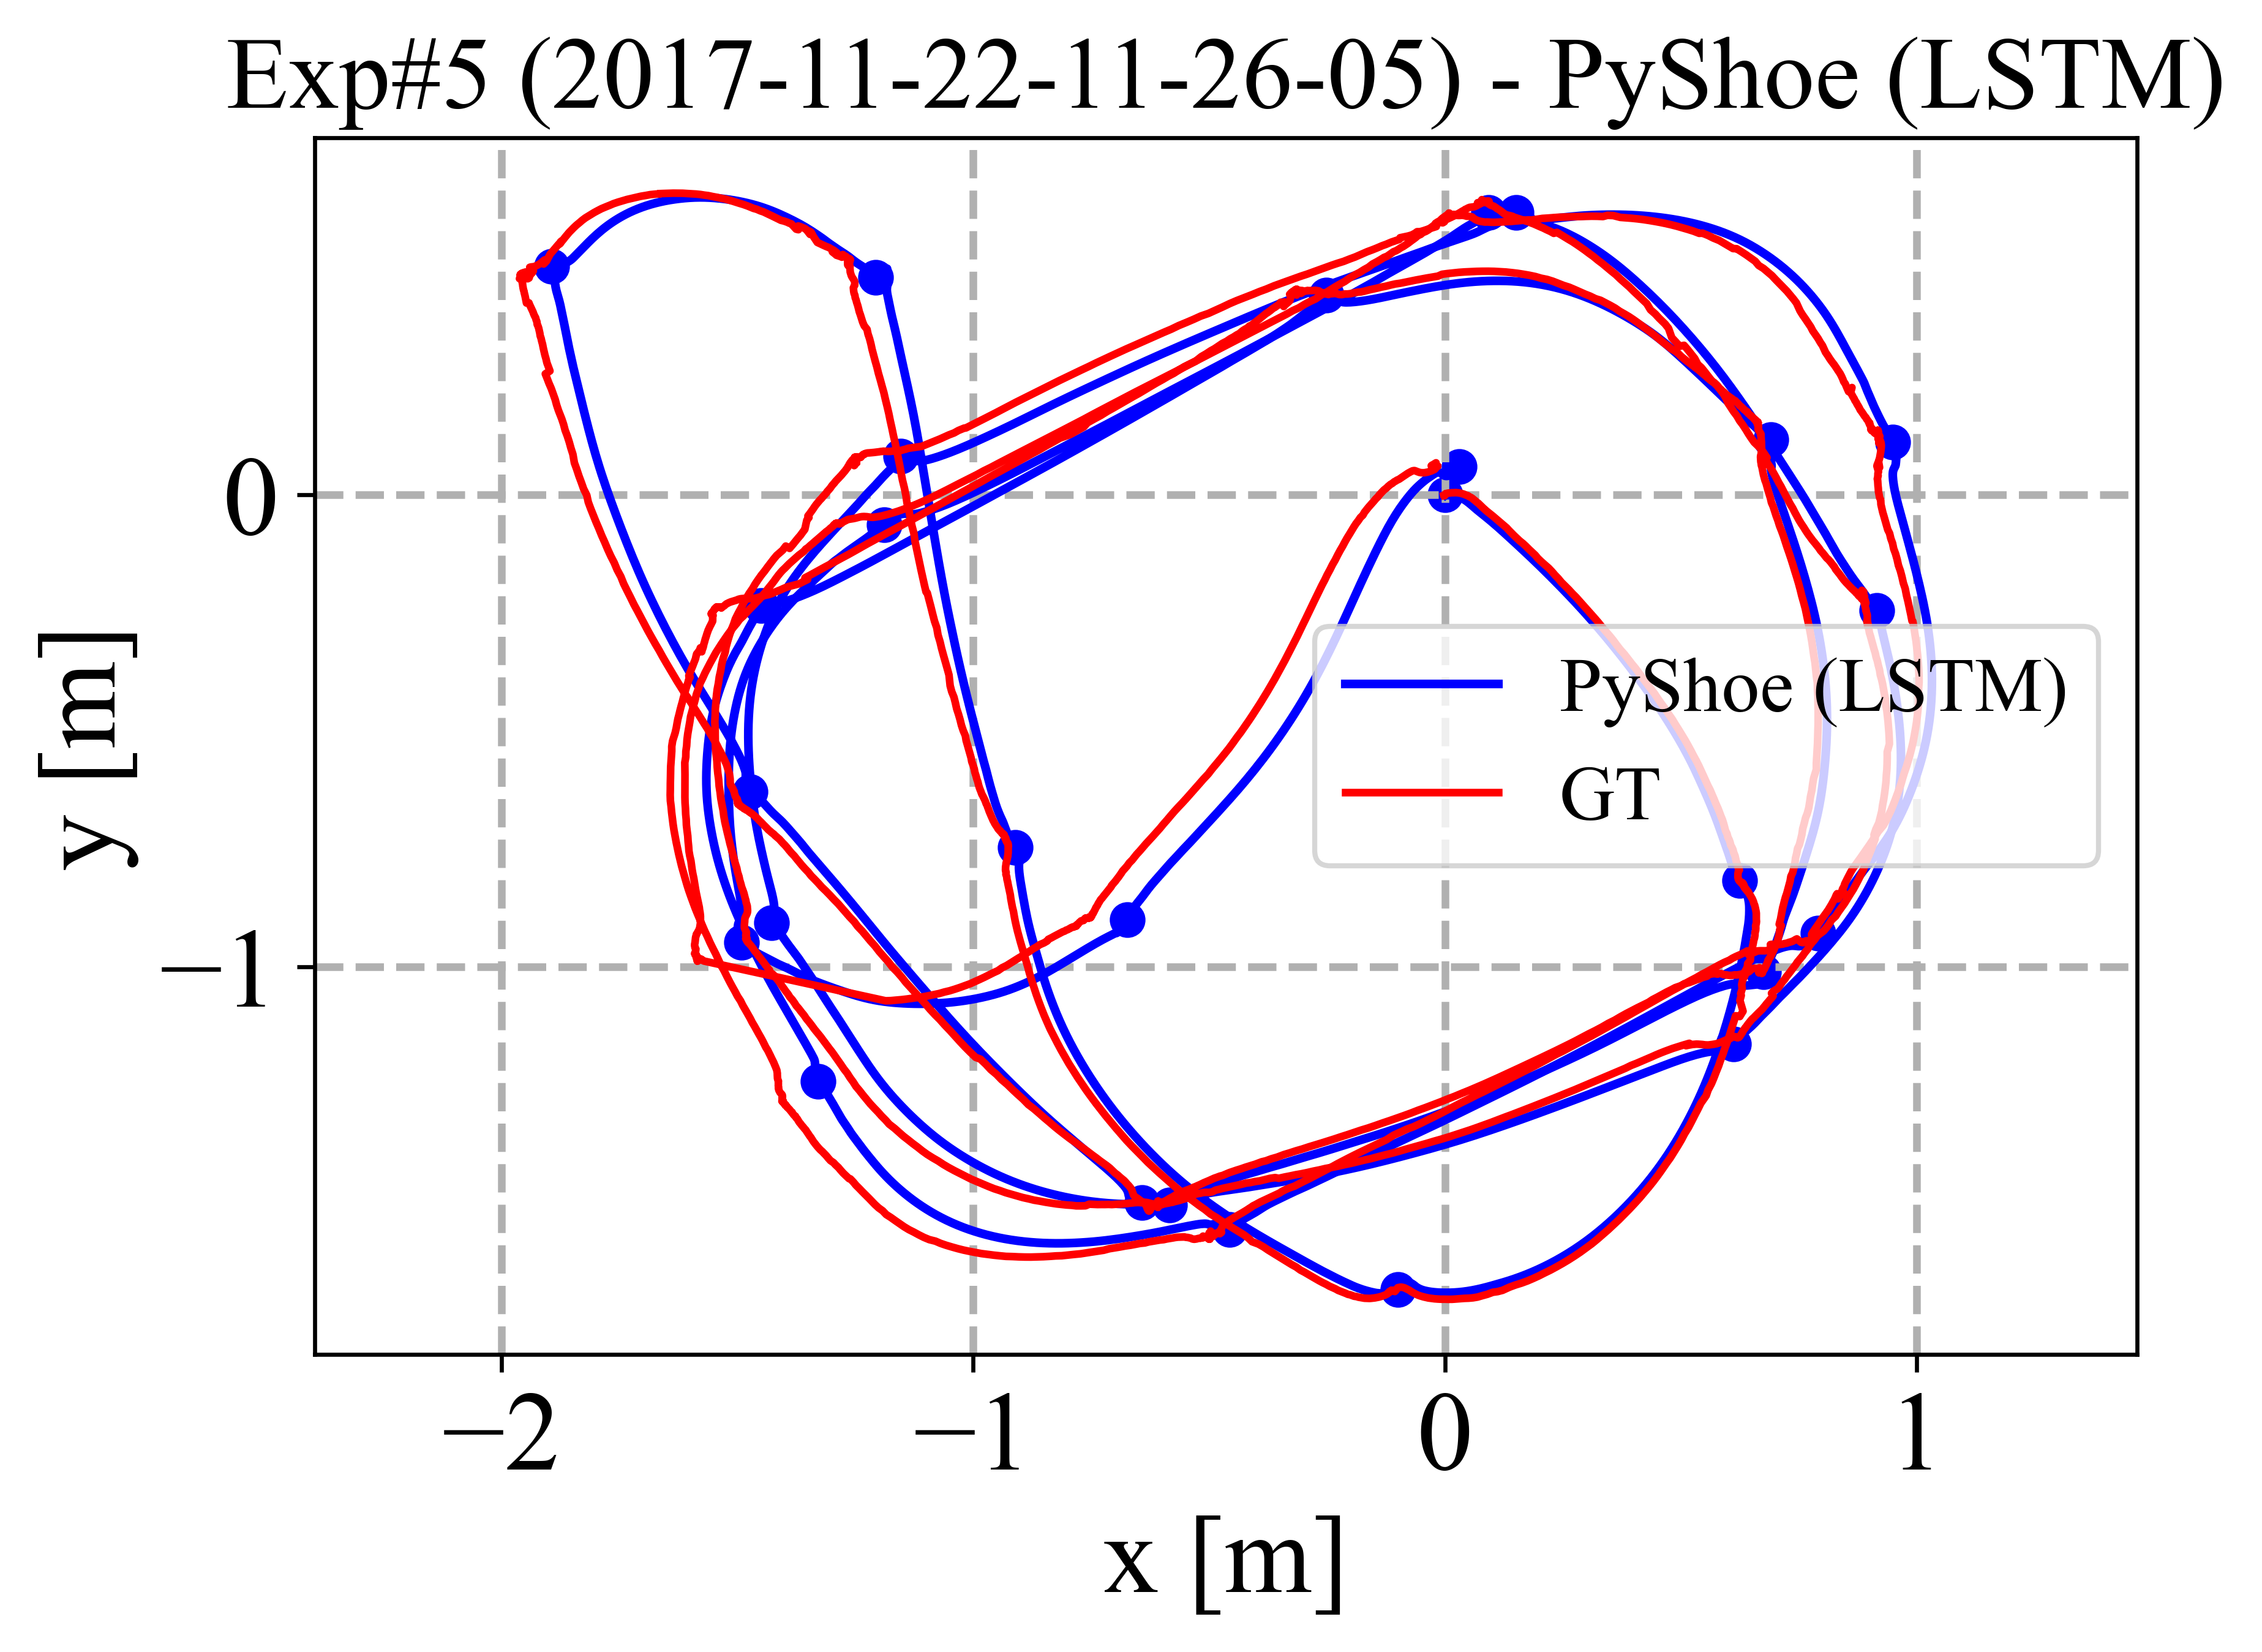 Exp#5 (2017-11-22-11-26-05) - PyShoe (LSTM)
0
−1
y [m]
PyShoe (LSTM)
GT
−2 −1 0 1
x [m]